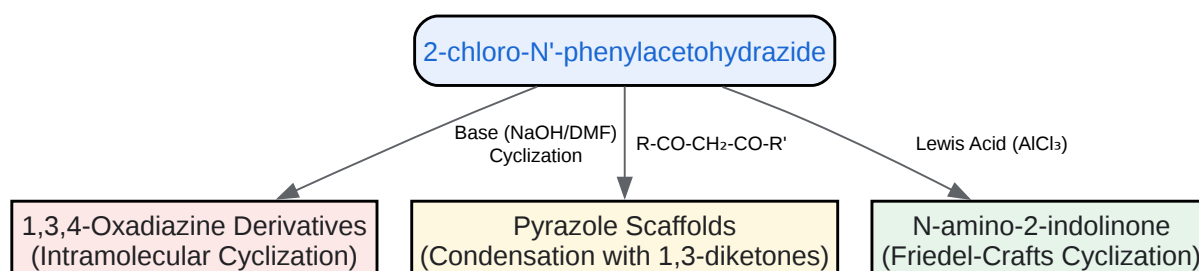 2-chloro-N'-phenylacetohydrazide
Base (NaOH/DMF)
Cyclization
R-CO-CH₂-CO-R'
Lewis Acid (AlCl₃)
1,3,4-Oxadiazine Derivatives
(Intramolecular Cyclization)
Pyrazole Scaffolds
(Condensation with 1,3-diketones)
N-amino-2-indolinone
(Friedel-Crafts Cyclization)